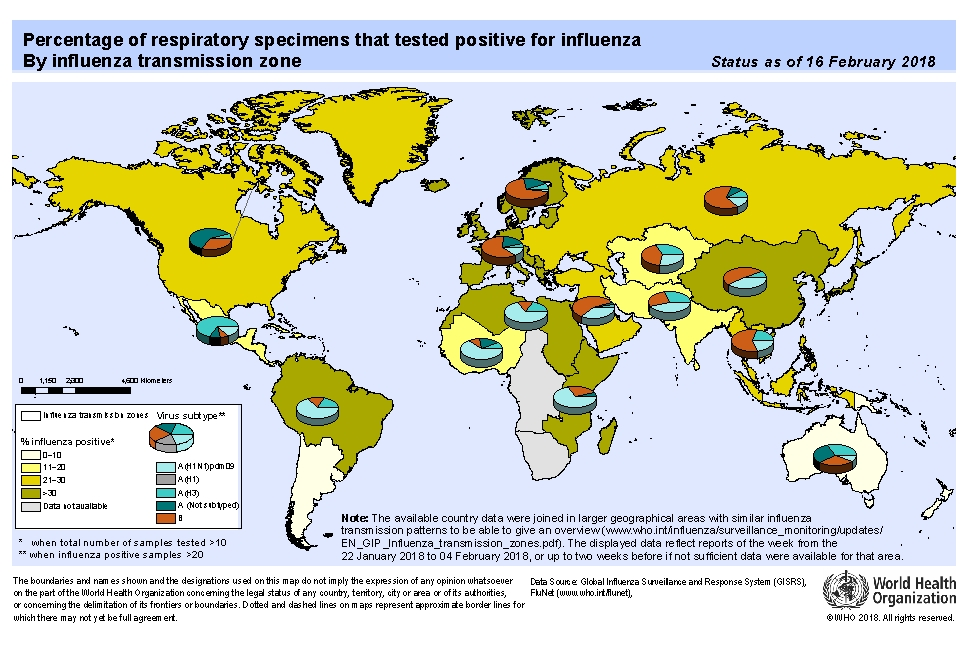 Percentage of respiratory specimens that tested positive for influenza
By influenza transmission zone
Status as of 16 February 2018
0 1,150 2,300 4,600 Kilometers
Influenza transmission zones
Virus subtype**
% influenza positive*
0–10
11–20
21–30
>30
Data not available
A(H1N1)pdm09
A(H1)
A(H3)
A (Not subtyped)
B
* when total number of samples tested >10
** when influenza positive samples >20
Note: The available country data were joined in larger geographical areas with similar influenza
transmission patterns to be able to give an overview (www.who.int/influenza/surveillance_monitoring/updates/
EN_GIP_Influenza_transmission_zones.pdf). The displayed data reflect reports of the week from the
22 January 2018 to 04 February 2018, or up to two weeks before if not sufficient data were available for that area.
The boundaries and names shown and the designations used on this map do not imply the expression of any opinion whatsoever
on the part of the World Health Organization concerning the legal status of any country, territory, city or area or of its authorities,
or concerning the delimitation of its frontiers or boundaries. Dotted and dashed lines on maps represent approximate border lines for
which there may not yet be full agreement.
Data Source: Global Influenza Surveillance and Response System (GISRS),
FluNet (www.who.int/flunet),
World Health
Organization
©WHO 2018. All rights reserved.